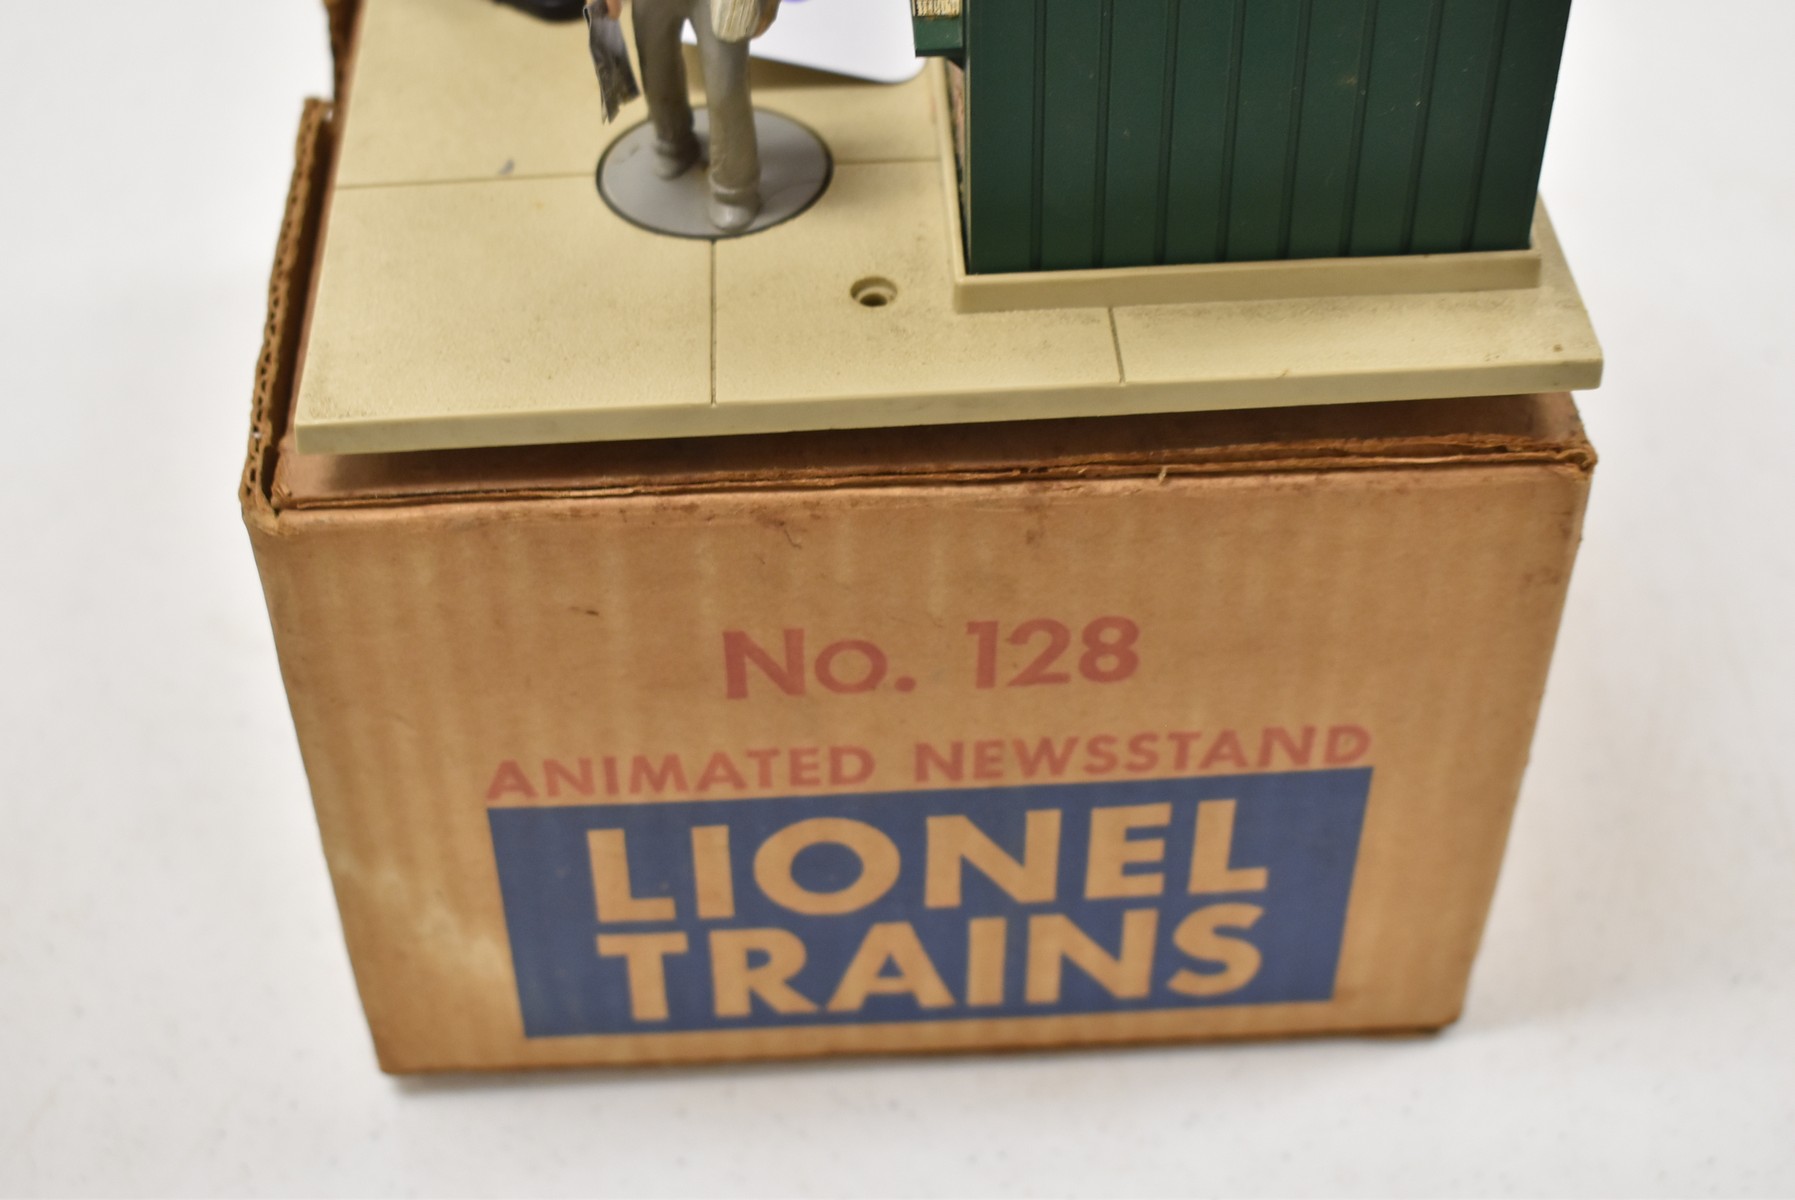 No. 128
ANIMATED NEWSSTAND
LIONEL
TRAINS